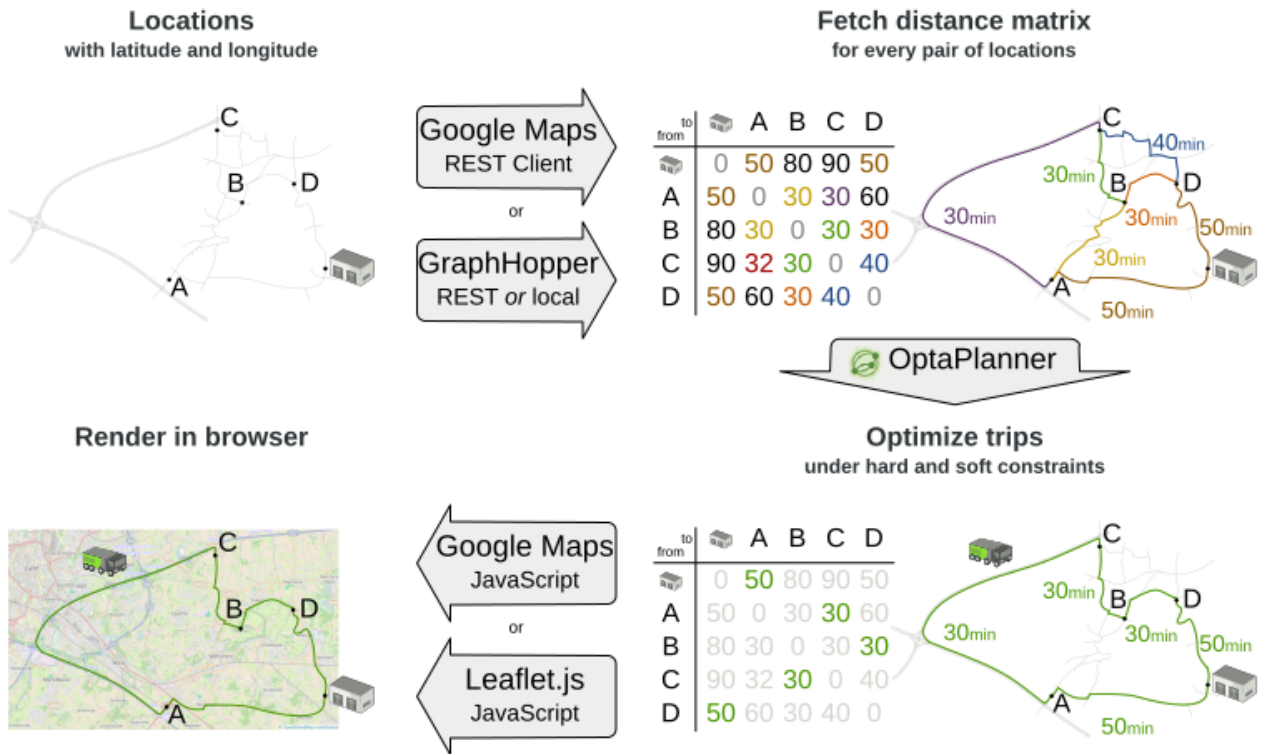 Locations
with latitude and longitude
C
B
D
A
Google Maps
REST Client
or
GraphHopper
REST or local
Fetch distance matrix
for every pair of locations
to
from
A B C D
0 50 80 90 50
A 50 0 30 30 60
B 80 30 0 30 30
C 90 32 30 0 40
D 50 60 30 40 0
C
40min
30min
B
D
30min
30min
50min
30min
A
50min
OptaPlanner
Optimize trips
under hard and soft constraints
to
from
A B C D
0 50 80 90 50
A 50 0 30 30 60
B 80 30 0 30 30
C 90 32 30 0 40
D 50 60 30 40 0
C
30min
B
D
30min
30min
50min
A
50min
Google Maps
JavaScript
or
Leaflet.js
JavaScript
Render in browser
C
B
D
A